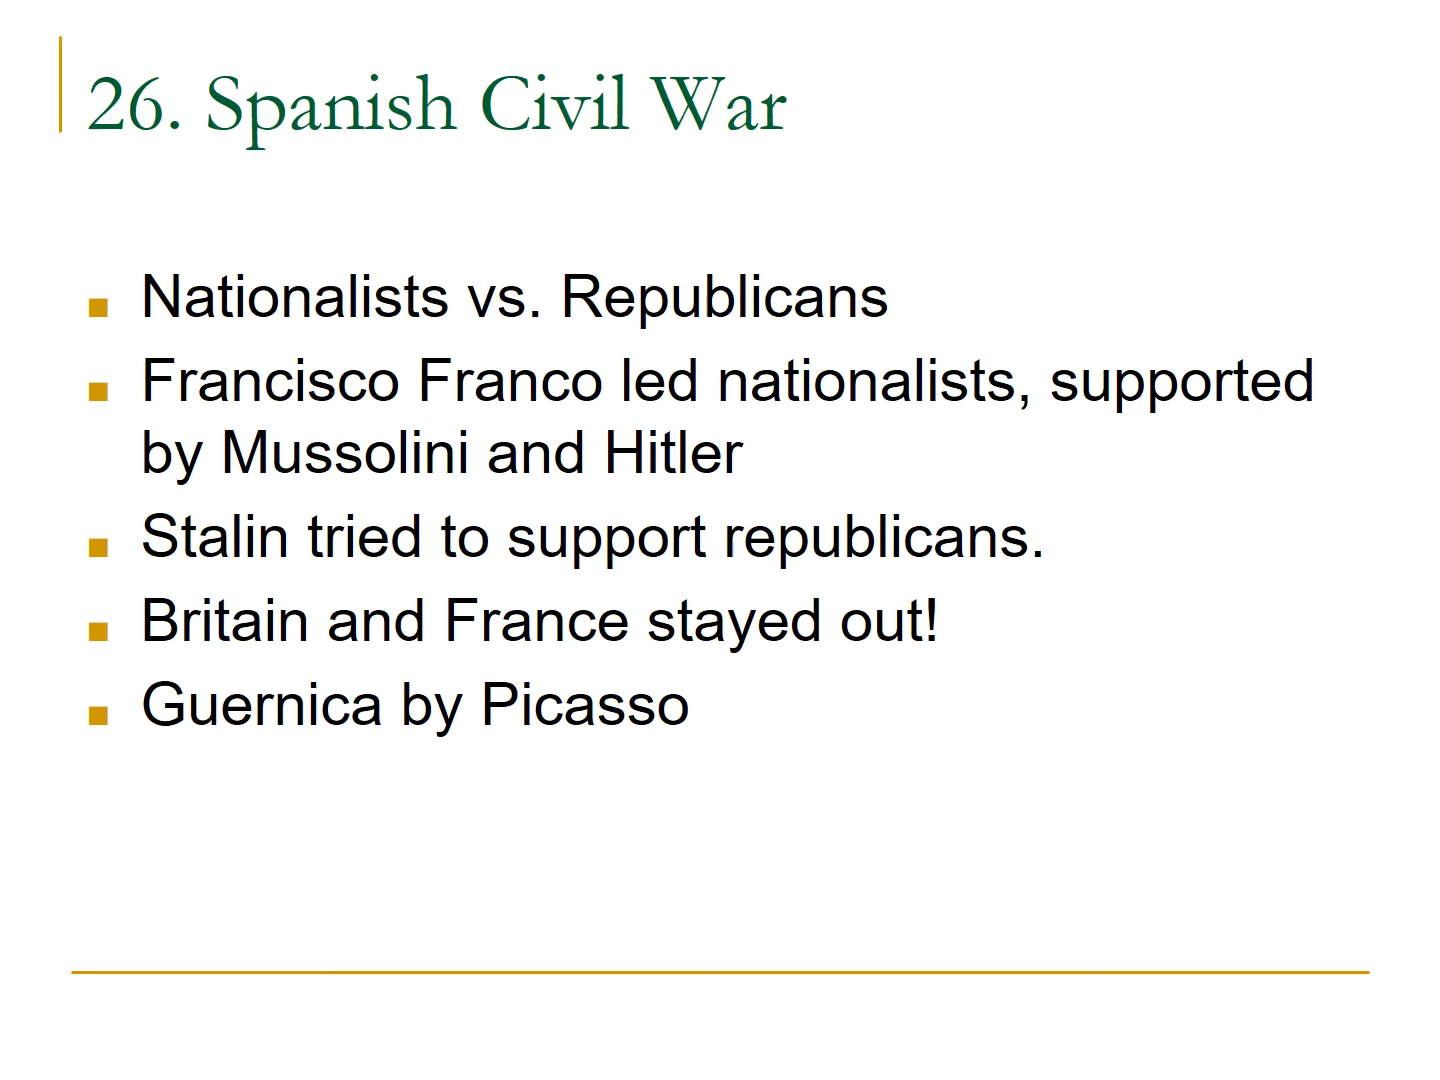 26. Spanish Civil War
Nationalists vs. Republicans
Francisco Franco led nationalists, supported
by Mussolini and Hitler
Stalin tried to support republicans.
Britain and France stayed out!
Guernica by Picasso